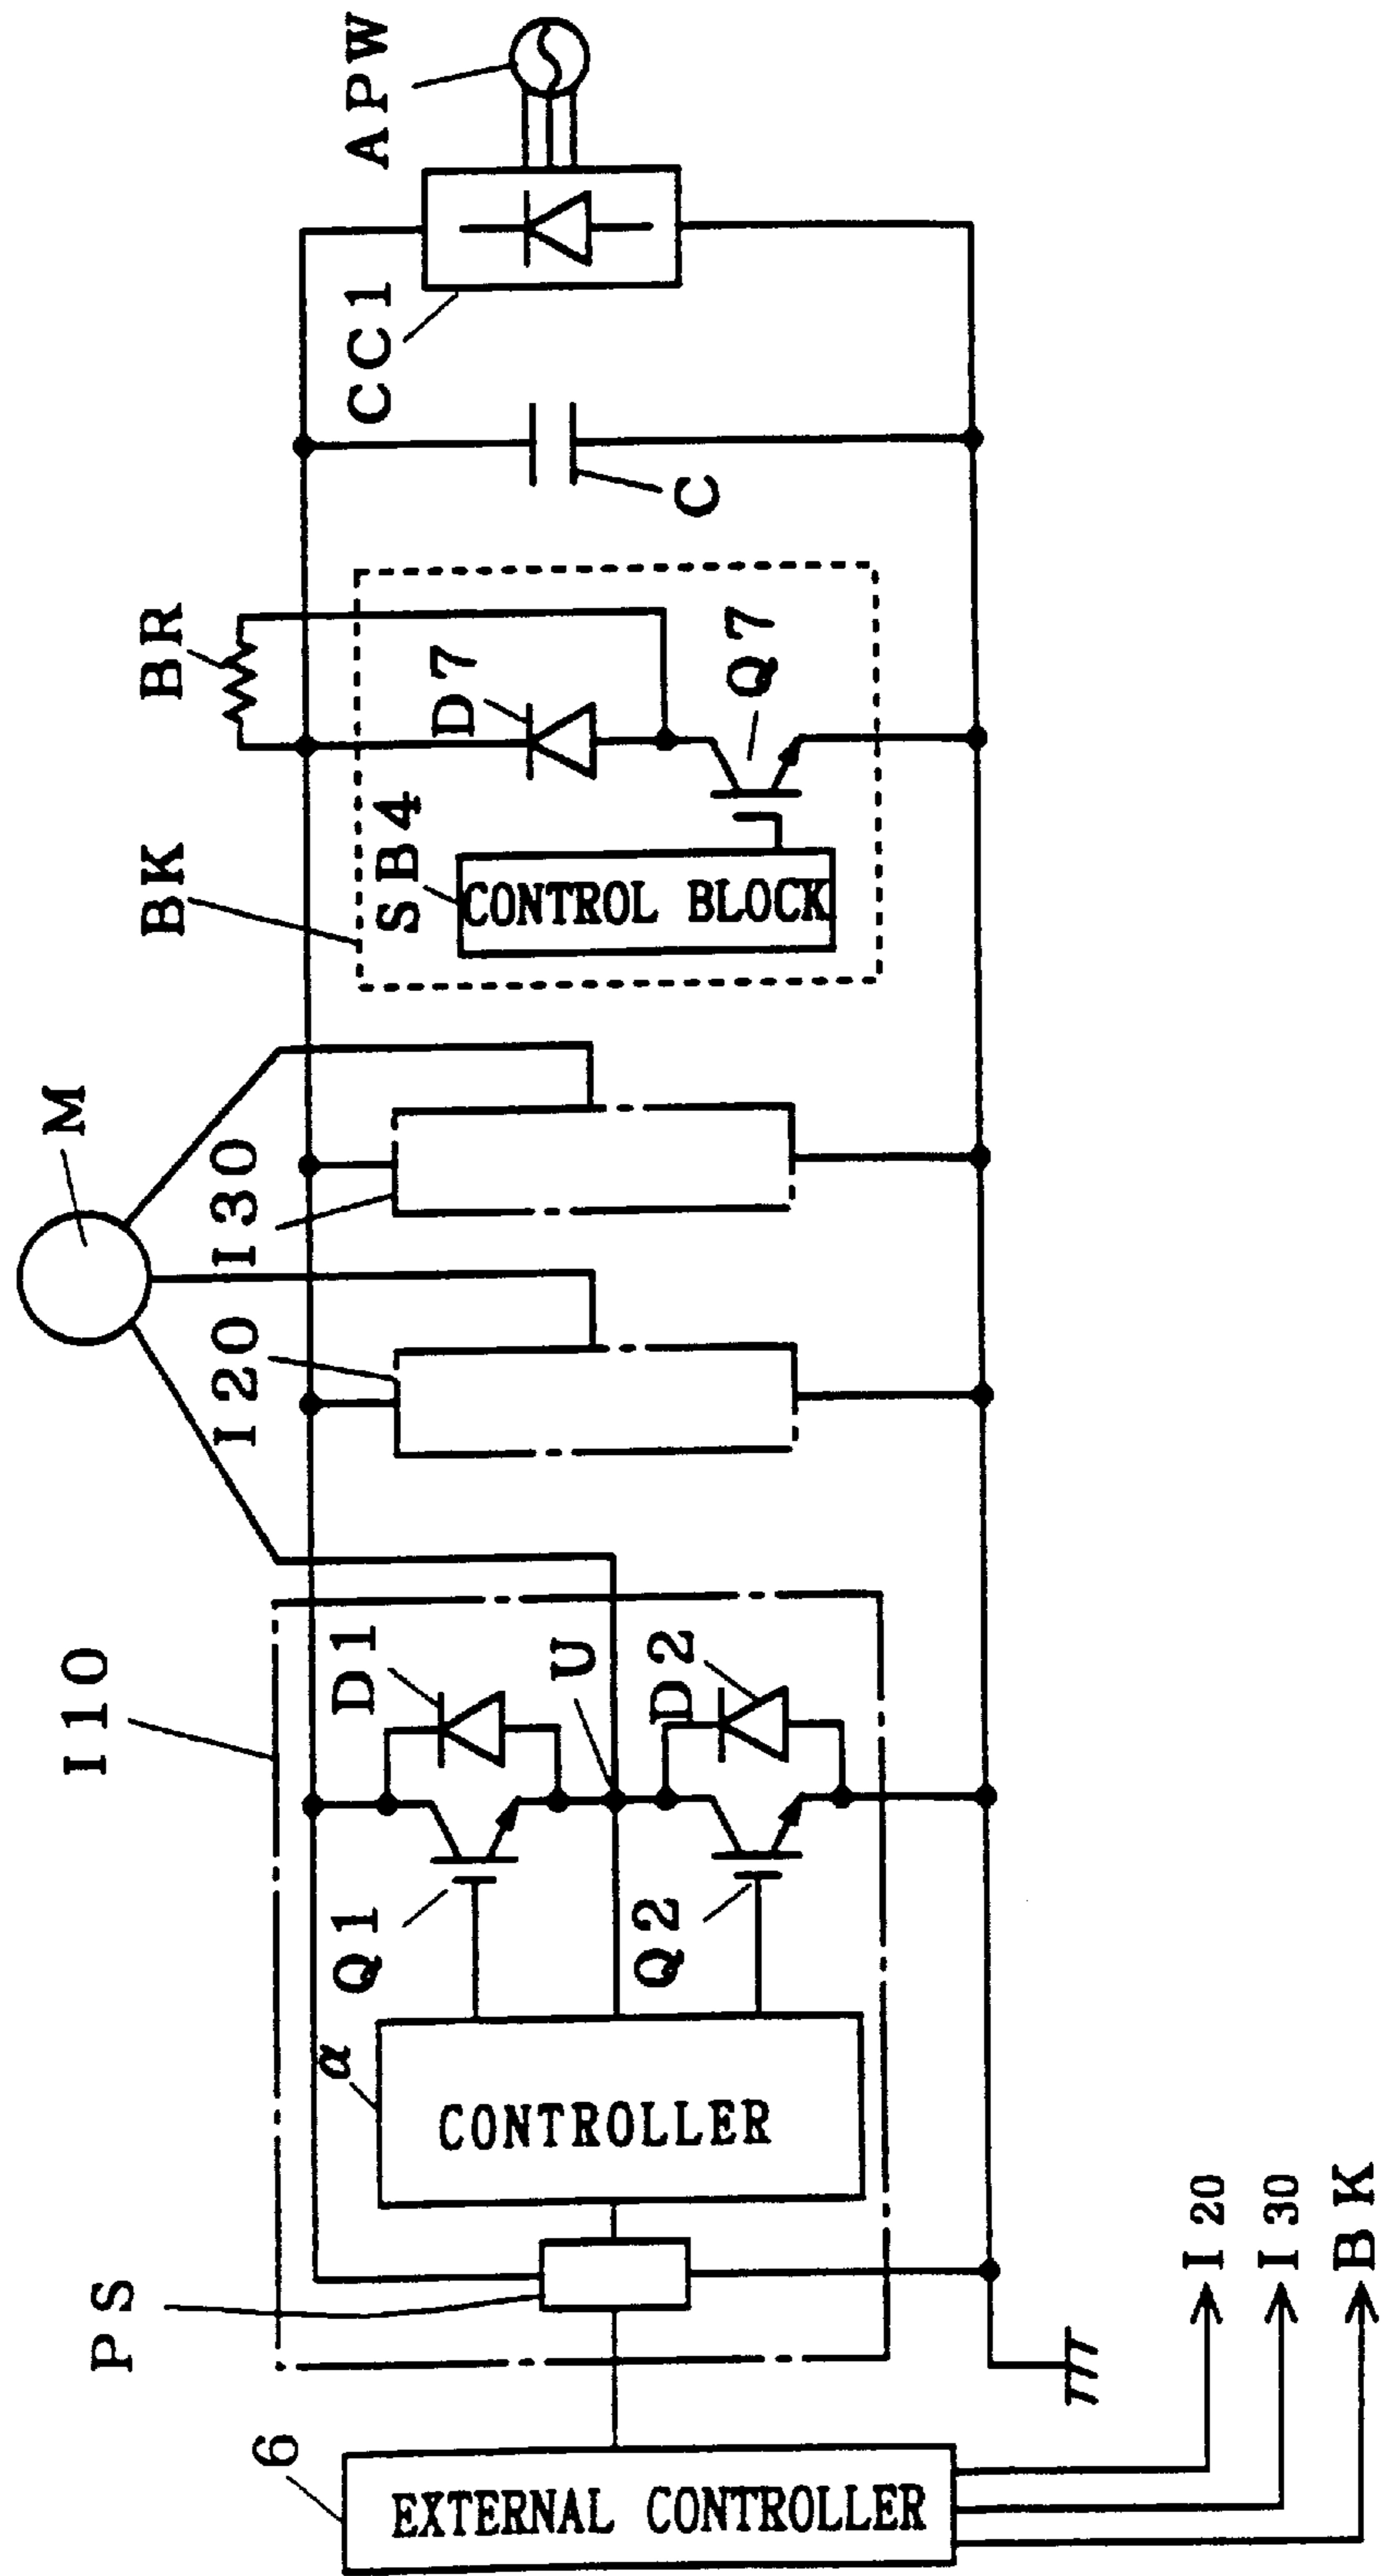 M
I10
PS
6
I20
I30
BK
BR
APW
CC1
C
D7
Q7
SB4
CONTROL BLOCK
D1
U
D2
Q1
Q2
α
CONTROLLER
EXTERNAL CONTROLLER
I20
I30
BK